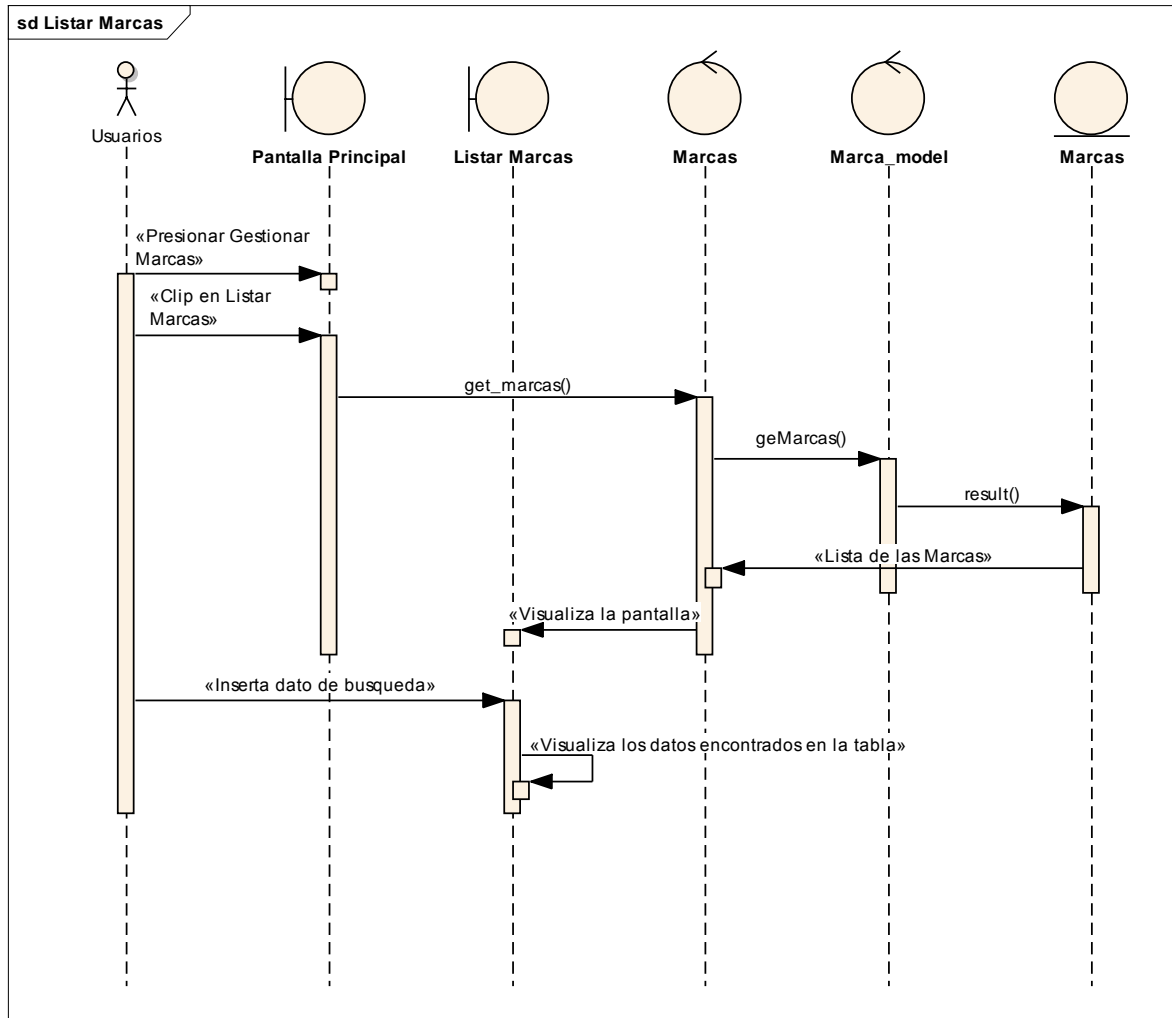 sd Listar Marcas
Usuarios
Pantalla Principal
Listar Marcas
Marcas
Marca_model
Marcas
«Presionar Gestionar
Marcas»
«Clip en Listar
Marcas»
get_marcas()
geMarcas()
result()
«Lista de las Marcas»
«Visualiza la pantalla»
«Inserta dato de busqueda»
«Visualiza los datos encontrados en la tabla»